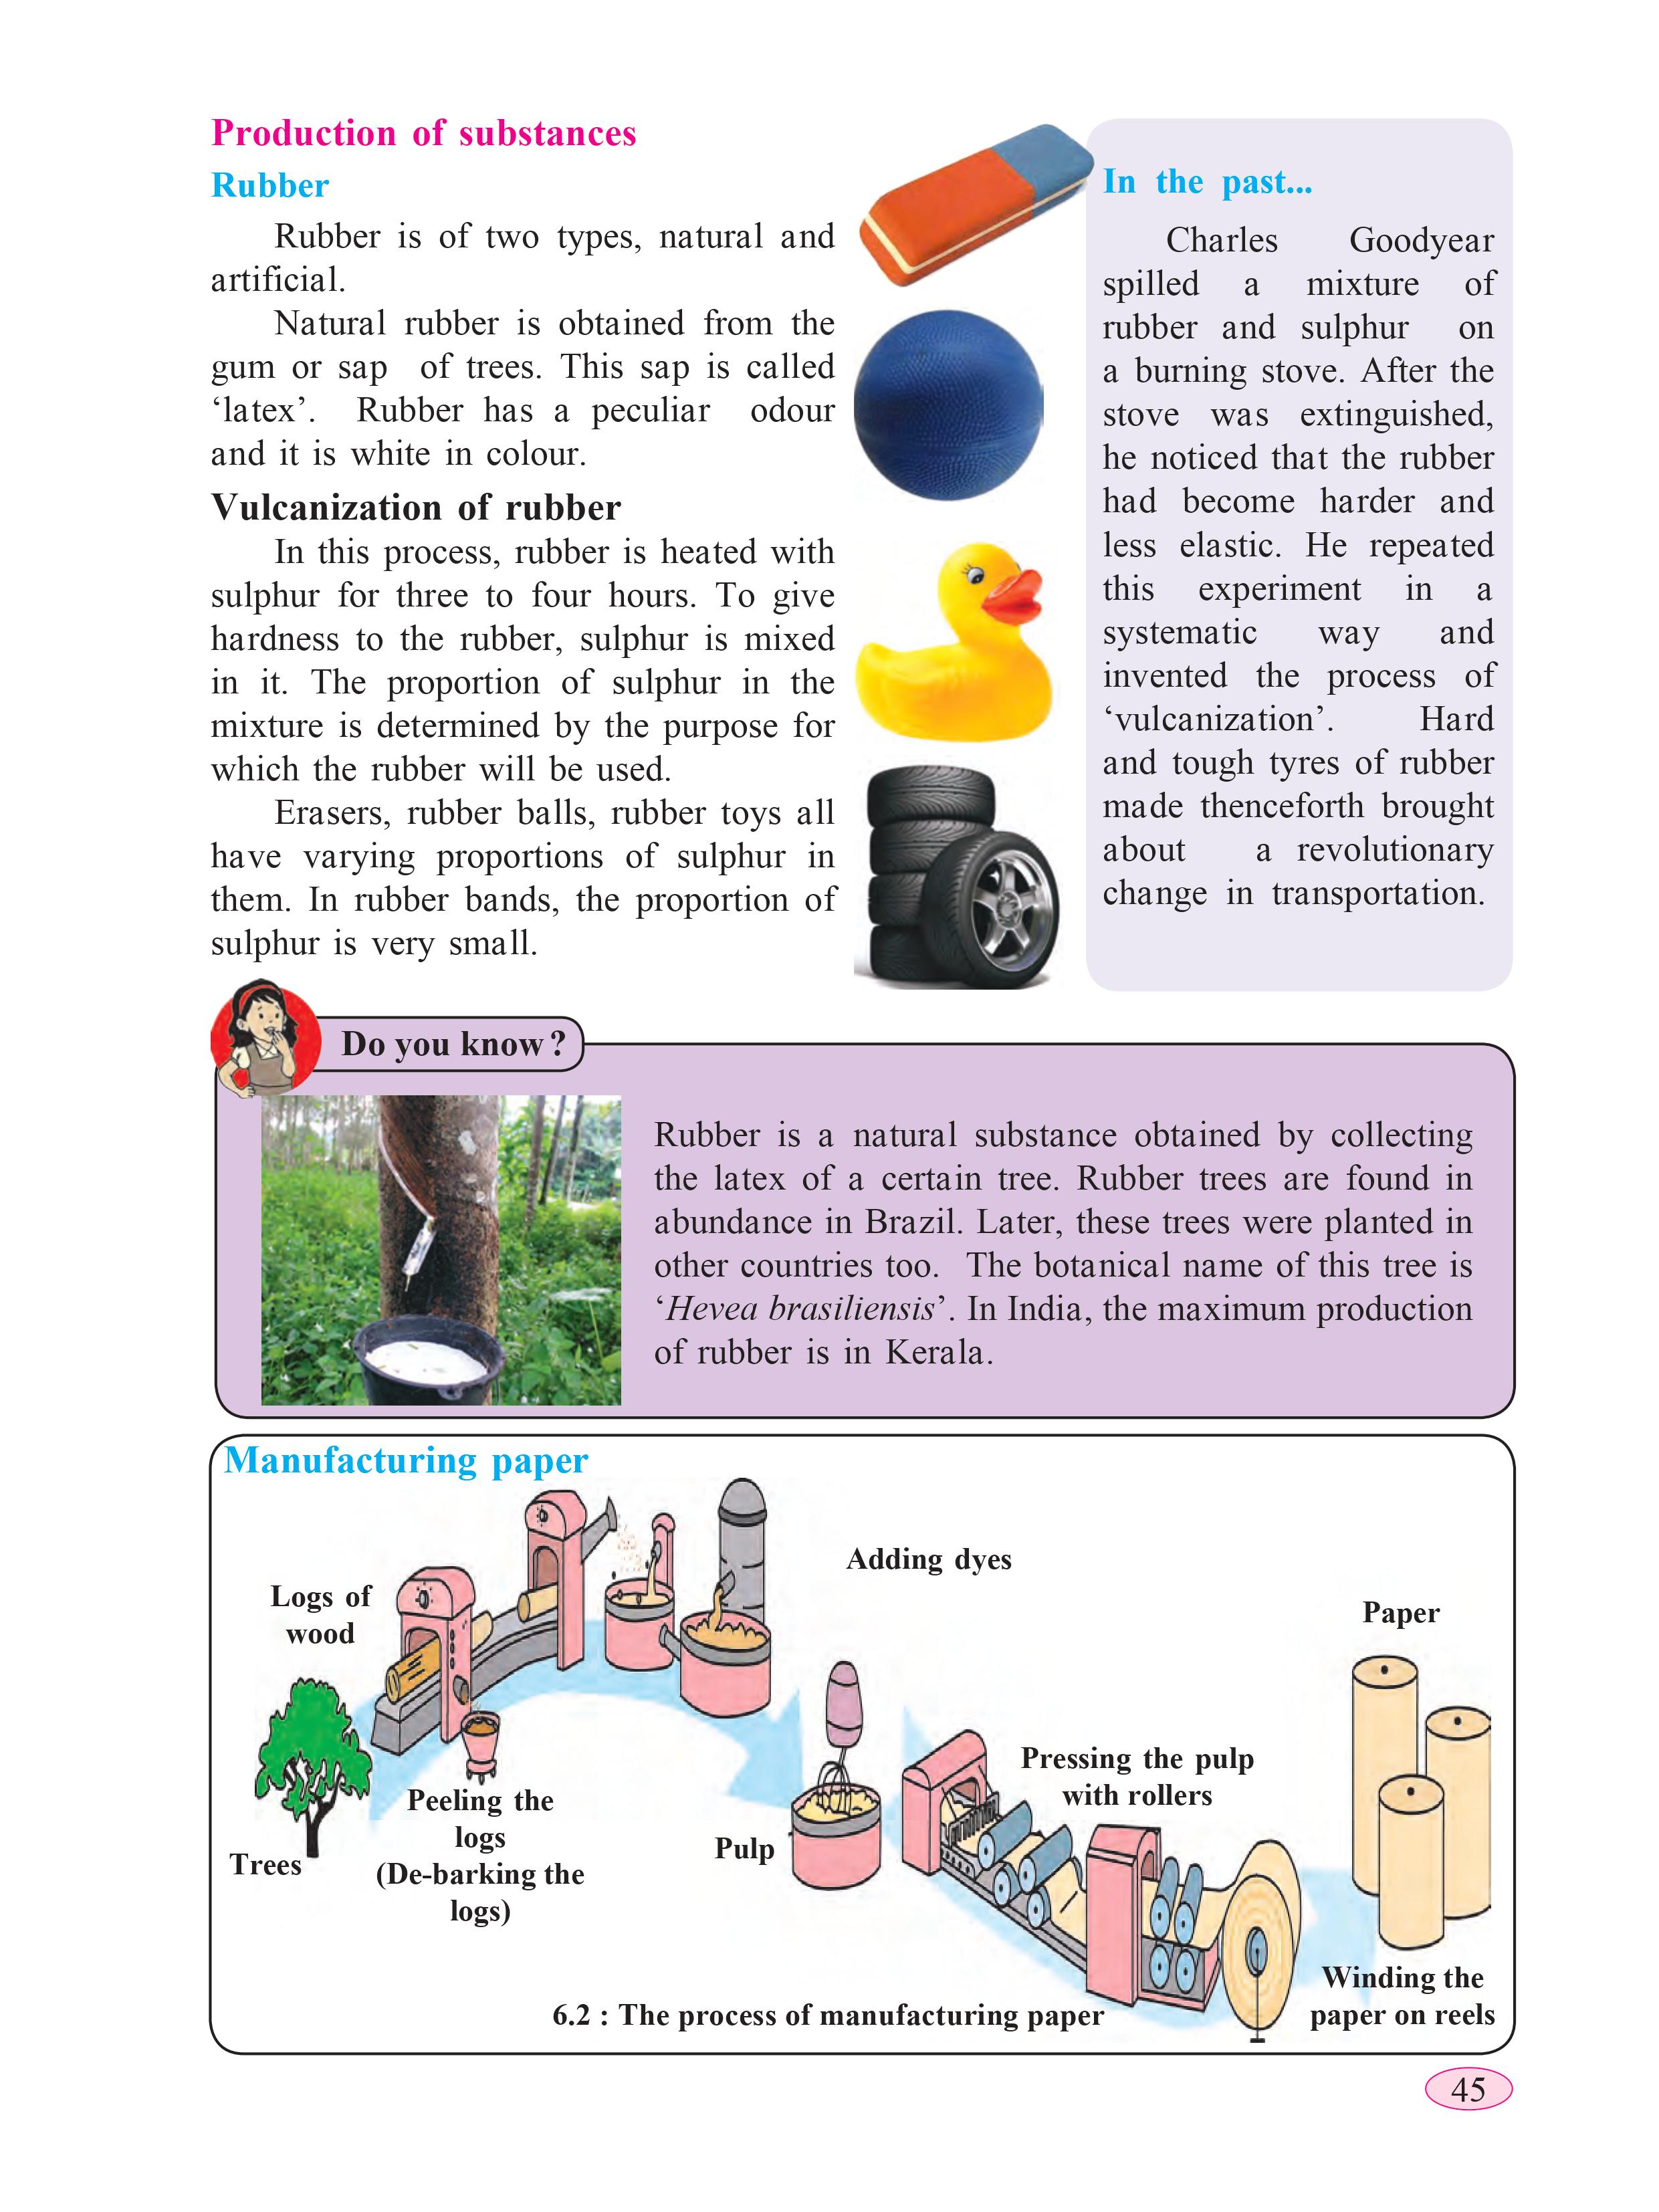 Production of substances
Rubber
Rubber is of two types, natural and
artificial.
Natural rubber is obtained from the
gum or sap of trees. This sap is called
‘latex’. Rubber has a peculiar odour
and it is white in colour.
Vulcanization of rubber
In this process, rubber is heated with
sulphur for three to four hours. To give
hardness to the rubber, sulphur is mixed
in it. The proportion of sulphur in the
mixture is determined by the purpose for
which the rubber will be used.
Erasers, rubber balls, rubber toys all
have varying proportions of sulphur in
them. In rubber bands, the proportion of
sulphur is very small.
In the past...
Charles Goodyear
spilled a mixture of
rubber and sulphur on
a burning stove. After the
stove was extinguished,
he noticed that the rubber
had become harder and
less elastic. He repeated
this experiment in a
systematic way and
invented the process of
‘vulcanization’. Hard
and tough tyres of rubber
made thenceforth brought
about a revolutionary
change in transportation.
Do you know?
Rubber is a natural substance obtained by collecting
the latex of a certain tree. Rubber trees are found in
abundance in Brazil. Later, these trees were planted in
other countries too. The botanical name of this tree is
‘Hevea brasiliensis’. In India, the maximum production
of rubber is in Kerala.
Manufacturing paper
Logs of
wood
Trees
Peeling the
logs
(De-barking the
logs)
Adding dyes
Pulp
Pressing the pulp
with rollers
Paper
Winding the
paper on reels
6.2 : The process of manufacturing paper
45